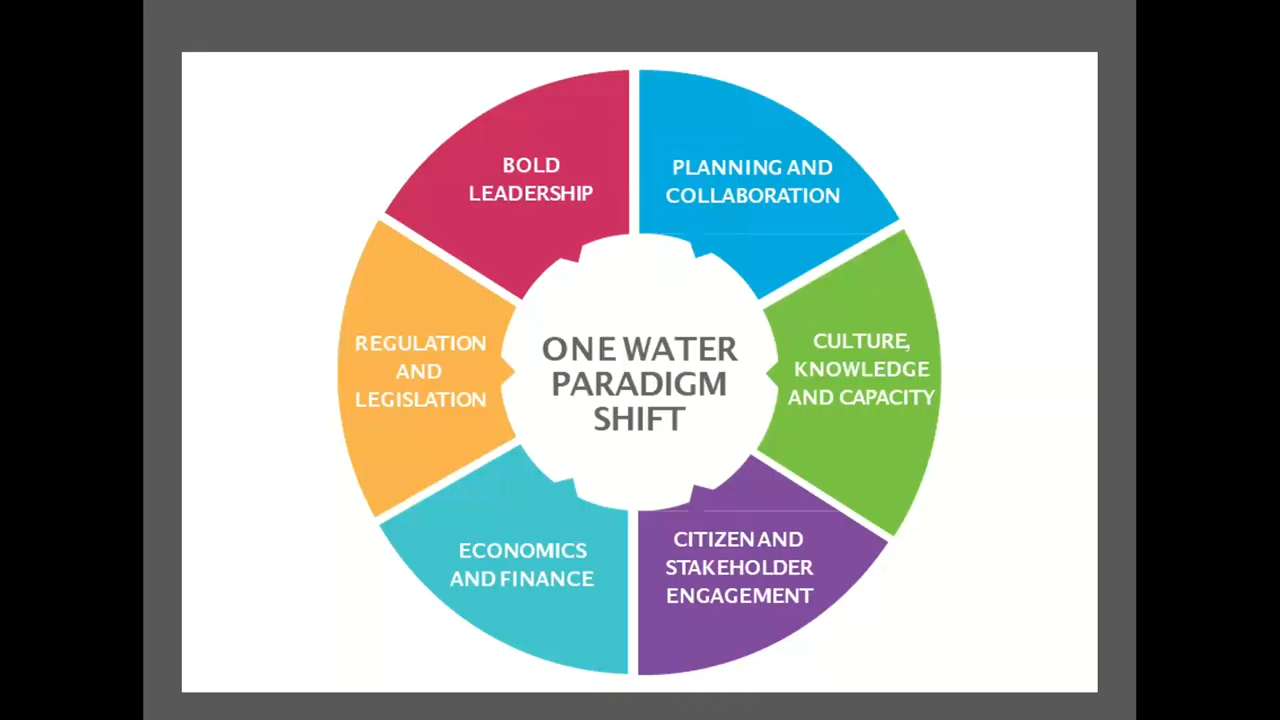 BOLD
LEADERSHIP
PLANNING AND
COLLABORATION
REGULATION
AND
LEGISLATION
ONE WATER
PARADIGM
SHIFT
CULTURE,
KNOWLEDGE
AND CAPACITY
ECONOMICS
AND FINANCE
CITIZEN AND
STAKEHOLDER
ENGAGEMENT